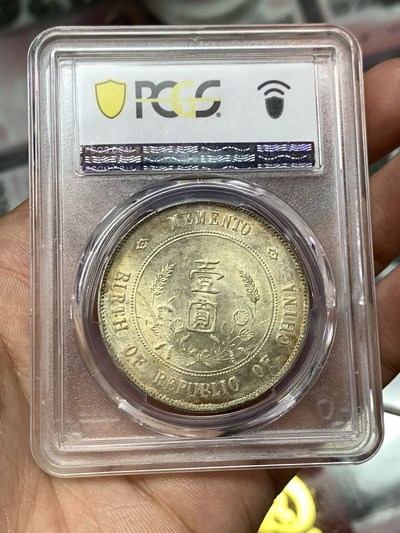 PCGS
MEMENTO
BIRTH OF REPUBLIC OF CHINA
壹
圓